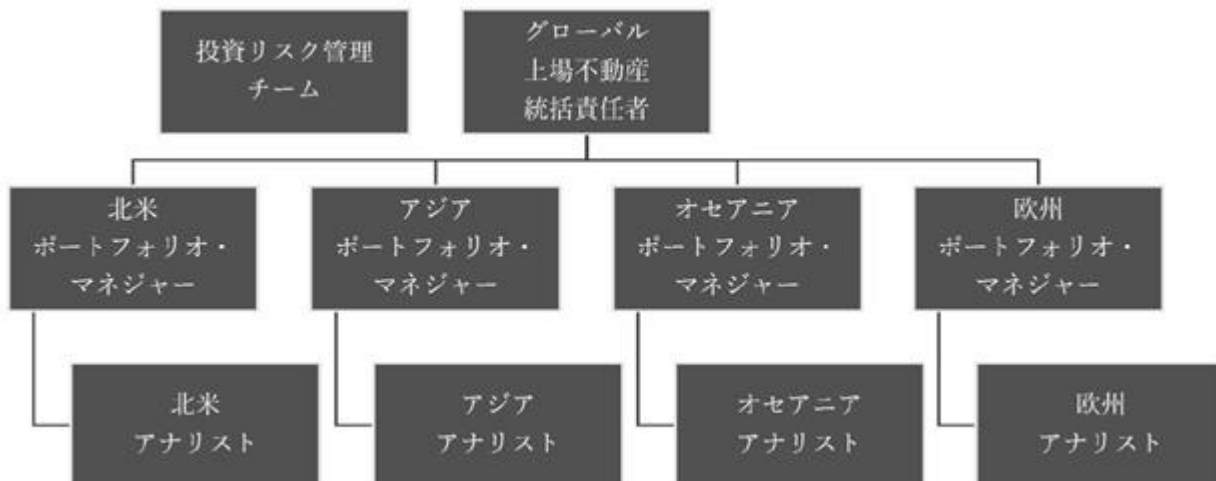 投資リスク管理
チーム
グローバル
上場不動産
統括責任者
北米
ポートフォリオ・
マネジャー
アジア
ポートフォリオ・
マネジャー
オセアニア
ポートフォリオ・
マネジャー
欧州
ポートフォリオ・
マネジャー
北米
アナリスト
アジア
アナリスト
オセアニア
アナリスト
欧州
アナリスト